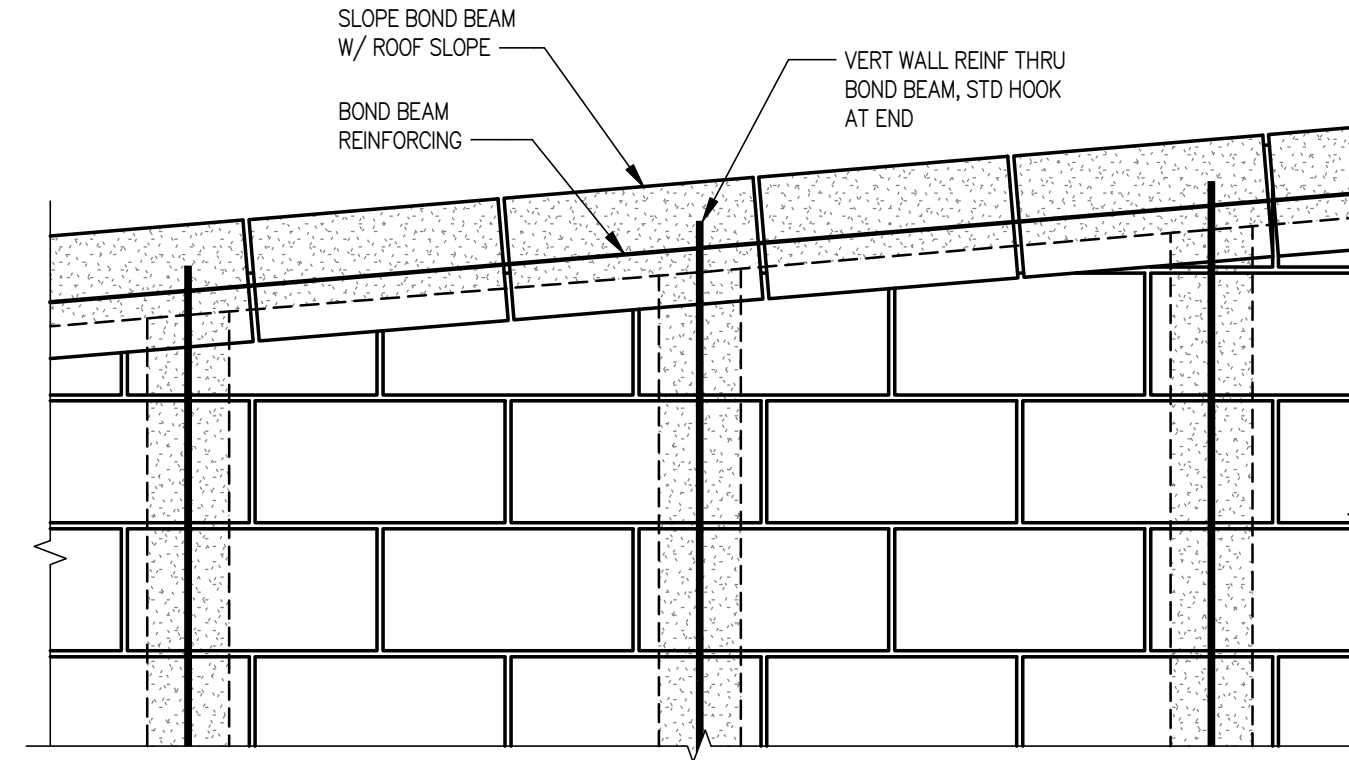 SLOPE BOND BEAM
W/ ROOF SLOPE
BOND BEAM
REINFORCING
VERT WALL REINF THRU
BOND BEAM, STD HOOK
AT END